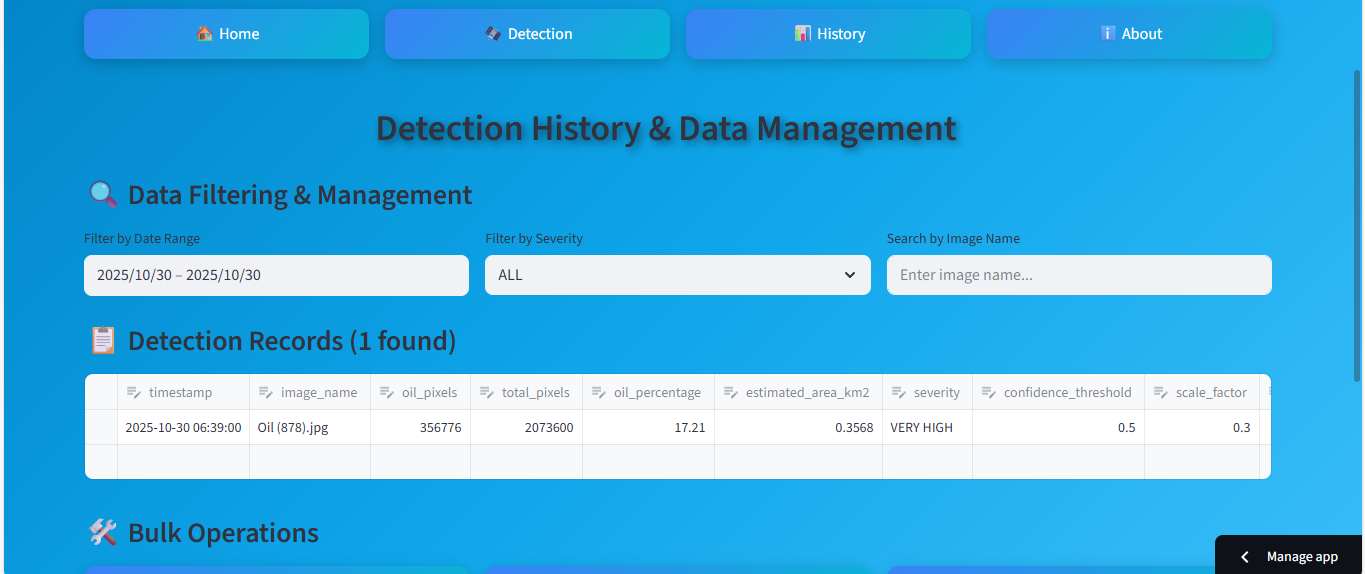 Home Detection History About
Detection History & Data Management
Data Filtering & Management
Filter by Date Range Filter by Severity Search by Image Name
2025/10/30 – 2025/10/30 ALL Enter image name...
Detection Records (1 found)
timestamp image_name oil_pixels total_pixels oil_percentage estimated_area_km2 severity confidence_threshold scale_factor
2025-10-30 06:39:00 Oil (878).jpg 356776 2073600 17.21 0.3568 VERY HIGH 0.5 0.3
Bulk Operations
Manage app